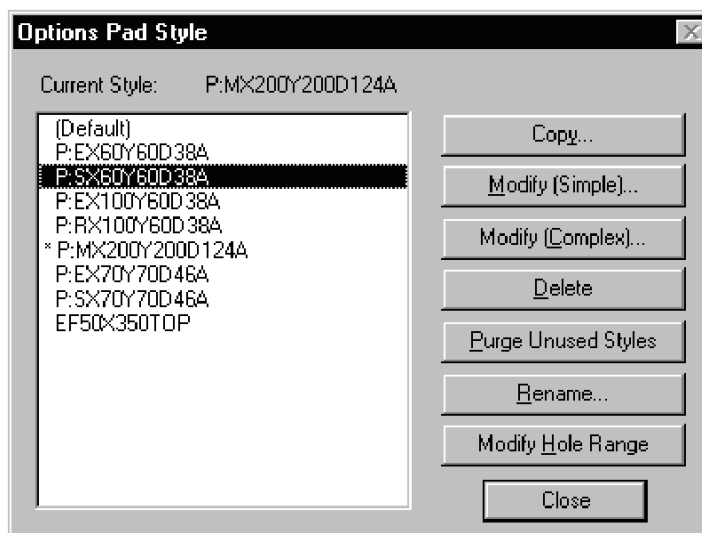 Options Pad Style
Current Style: P:MX200Y200D124A
(Default)
P:EX60Y60D38A
P:SX60Y60D38A
P:EX100Y60D38A
P:RX100Y60D38A
* P:MX200Y200D124A
P:EX70Y70D46A
P:SX70Y70D46A
EF50X350TOP
Copy...
Modify (Simple)...
Modify (Complex)...
Delete
Purge Unused Styles
Rename...
Modify Hole Range
Close